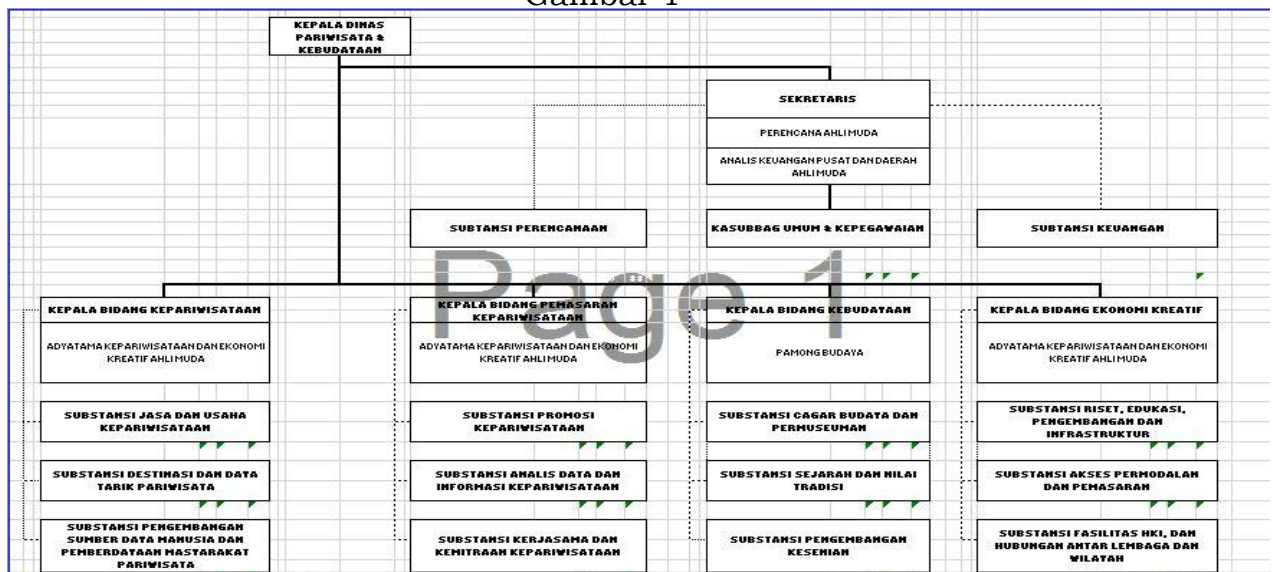 Gambar 1
KEPALA DINAS
PARIWISATA &
KEBUDAYAAN
SEKRETARIS
PERENCANA AHLI MUDA
ANALIS KEUANGAN PUSAT DAN DAERAH
AHLI MUDA
SUBTANSI PERENCANAAN
KASUBBAG UMUM & KEPEGAWAIAN
SUBTANSI KEUANGAN
Page 1
KEPALA BIDANG KEPARIWISATAAN
KEPALA BIDANG PEMASARAN
KEPARIWISATAAN
KEPALA BIDANG KEBUDAYAAN
KEPALA BIDANG EKONOMI KREATIF
ADYATAMA KEPARIWISATAAN DAN EKONOMI
KREATIF AHLI MUDA
ADYATAMA KEPARIWISATAAN DAN EKONOMI
KREATIF AHLI MUDA
PAMONG BUDAYA
ADYATAMA KEPARIWISATAAN DAN EKONOMI
KREATIF AHLI MUDA
SUBSTANSI JASA DAN USAHA
KEPARIWISATAAN
SUBSTANSI PROMOSI
KEPARIWISATAAN
SUBSTANSI CAGAR BUDAYA DAN
PERMUSEUMAN
SUBSTANSI RISET, EDUKASI,
PENGEMBANGAN DAN
INFRASTRUKTUR
SUBSTANSI DESTINASI DAN DAYA
TARIK PARIWISATA
SUBSTANSI ANALIS DATA DAN
INFORMASI KEPARIWISATAAN
SUBSTANSI SEJARAH DAN NILAI
TRADISI
SUBSTANSI AKSES PERMODALAN
DAN PEMASARAN
SUBSTANSI PENGEMBANGAN
SUMBER DAYA MANUSIA DAN
PEMBERDAYAAN MASYARAKAT
PARIWISATA
SUBSTANSI KERJASAMA DAN
KEMITRAAN KEPARIWISATAAN
SUBSTANSI PENGEMBANGAN
KESENIAN
SUBSTANSI FASILITAS HKI, DAN
HUBUNGAN ANTAR LEMBAGA DAN
WILAYAH